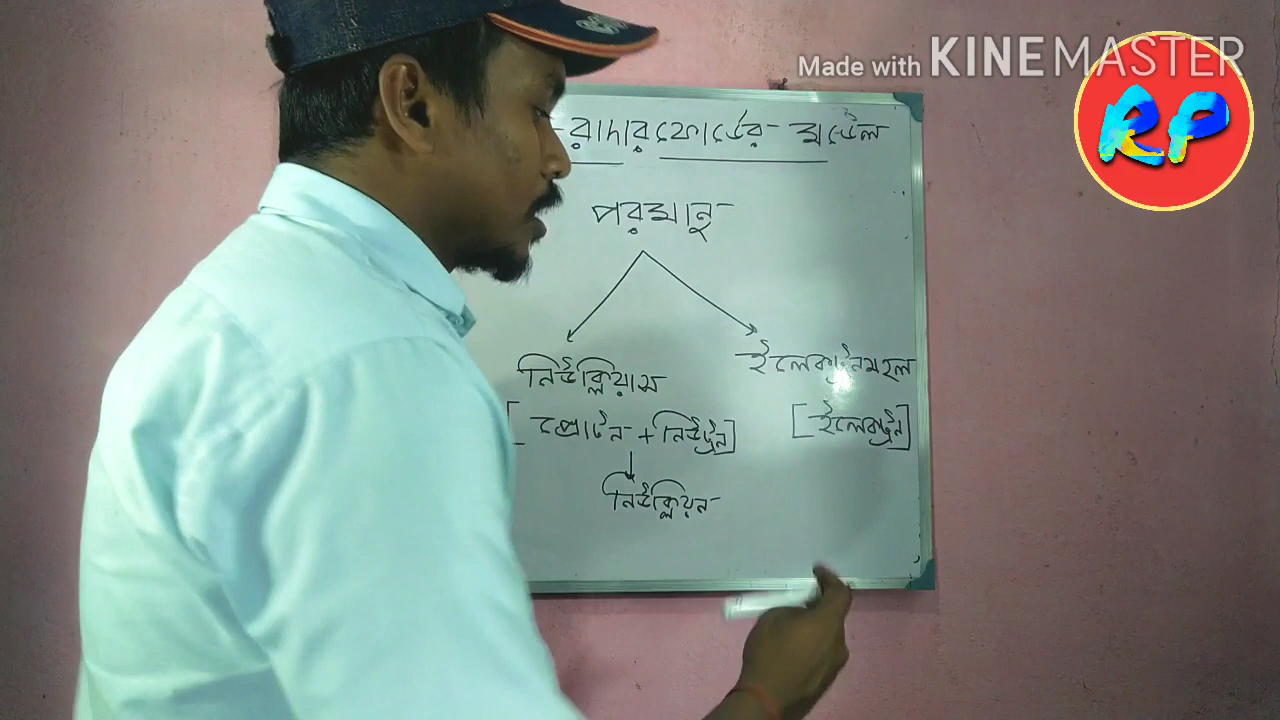 Made with KINEMASTER
RP
রাদারফোর্ডের মডেল
পরমানু
নিউক্লিয়াস
ইলেকট্রনমহল
[প্রোটন + নিউট্রন]
[ইলেকট্রন]
নিউক্লিয়ন